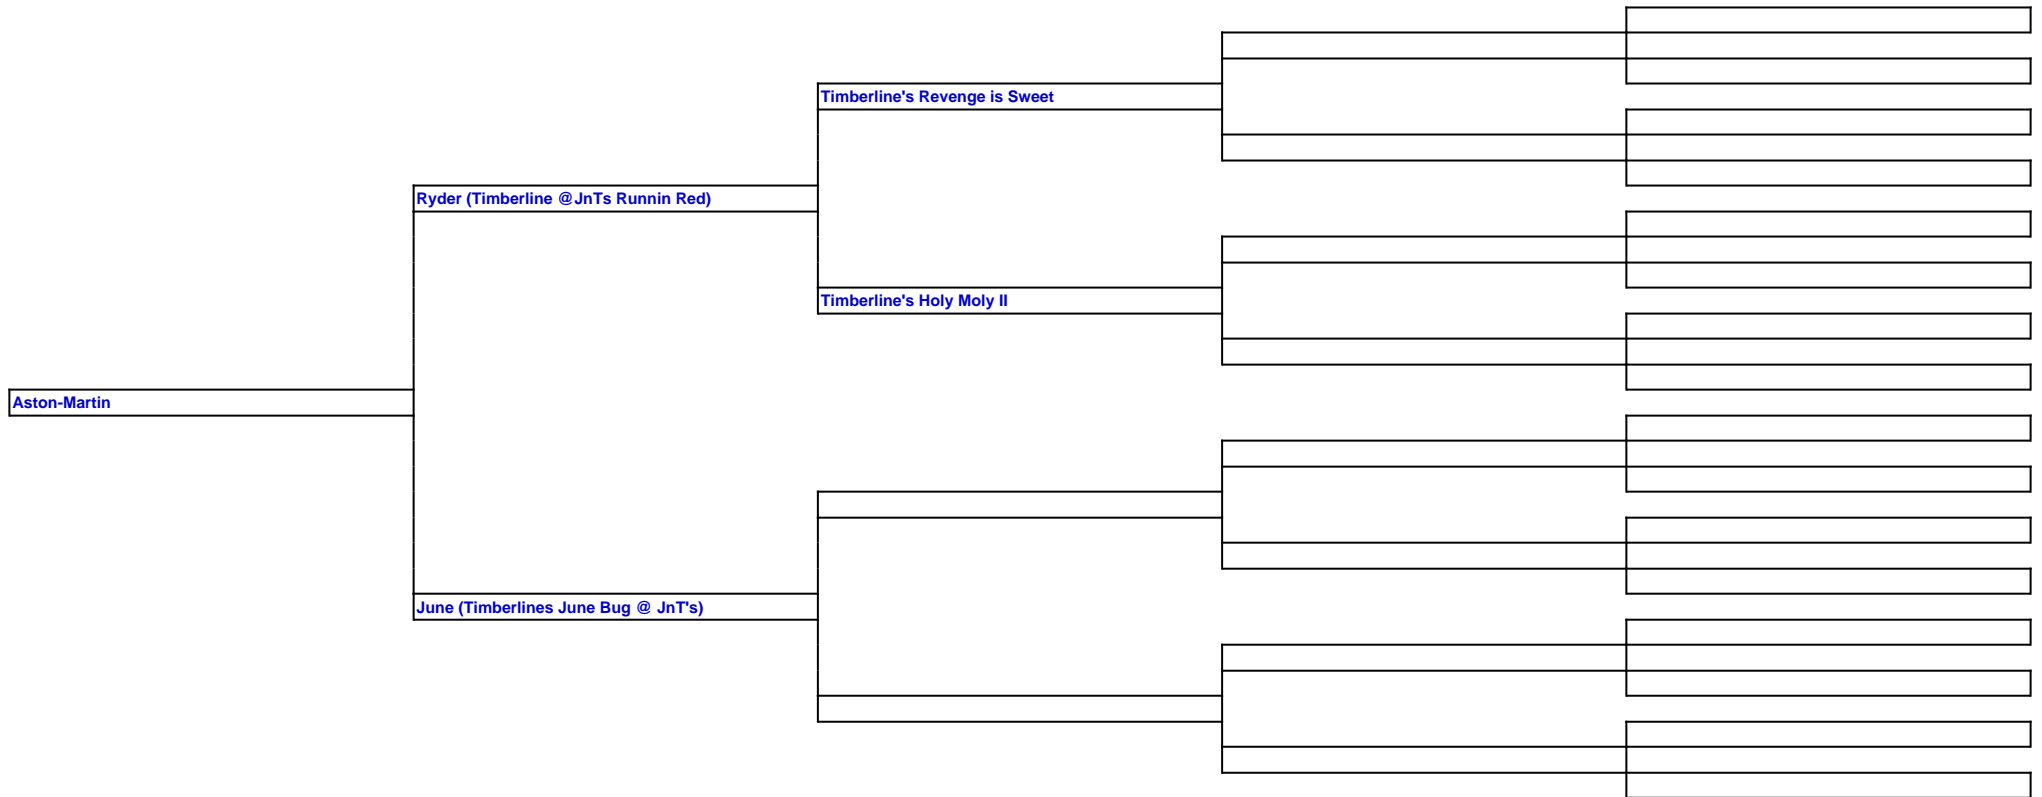 Timberline's Revenge is Sweet
Ryder (Timberline @JnTs Runnin Red)
Timberline's Holy Moly II
Aston-Martin
June (Timberlines June Bug @ JnT's)